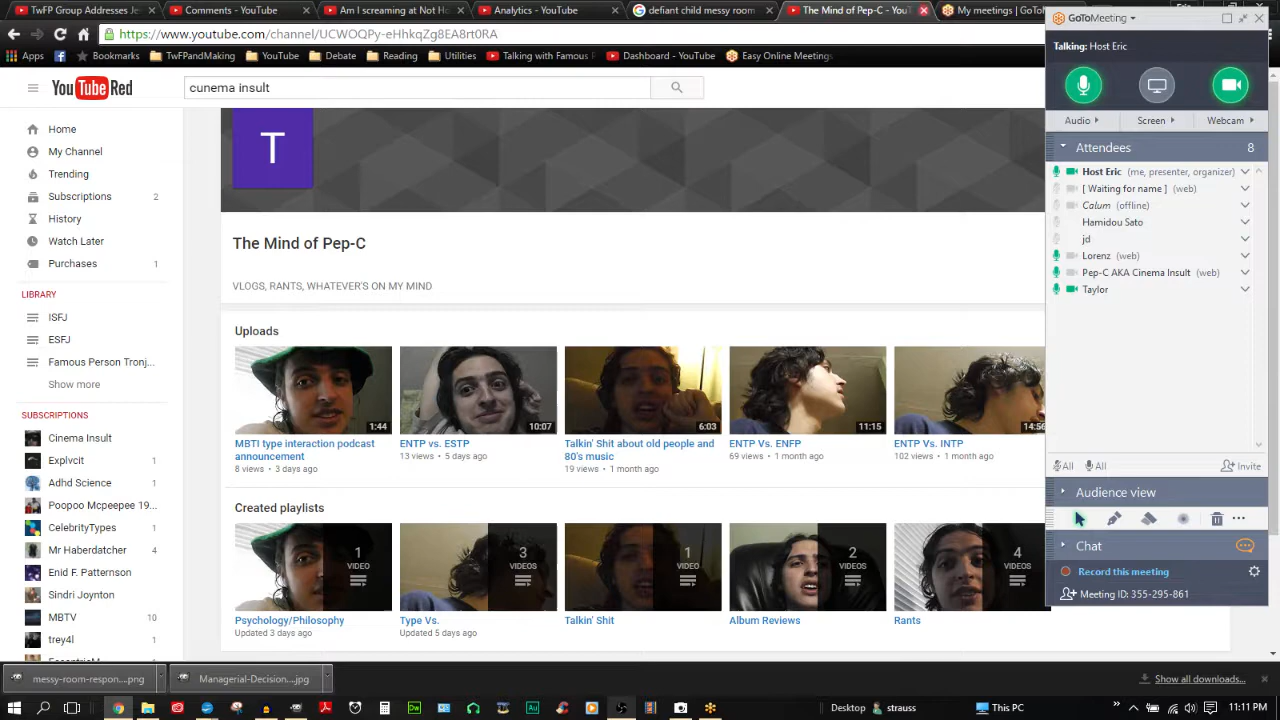 TwFP Group Addresses Je
Comments - YouTube
Am I screaming at Not Ho
Analytics - YouTube
defiant child messy room
The Mind of Pep-C - You
My meetings | GoTo
https://www.youtube.com/channel/UCWOQPy-eHhkqZg8EA8rt0RA
Apps
Bookmarks
TwFPandMaking
YouTube
Debate
Reading
Utilities
Talking with Famous
Dashboard - YouTube
Easy Online Meetings
YouTube Red
cunema insult
Home
My Channel
Trending
Subscriptions 2
History
Watch Later
Purchases 1
LIBRARY
ISFJ
ESFJ
Famous Person Tronj...
Show more
SUBSCRIPTIONS
Cinema Insult
Explvcit 1
Adhd Science 1
Poopoo Mcpeepee 19...
CelebrityTypes 1
Mr Haberdatcher 4
Enid F. Patternson
Sindri Joynton
MBTV 10
trey4l 1
T
The Mind of Pep-C
VLOGS, RANTS, WHATEVER'S ON MY MIND
Uploads
1:44
10:07
6:03
11:15
14:56
MBTI type interaction podcast
announcement
8 views • 3 days ago
ENTP vs. ESTP
13 views • 5 days ago
Talkin' Shit about old people and
80's music
19 views • 1 month ago
ENTP Vs. ENFP
69 views • 1 month ago
ENTP Vs. INTP
102 views • 1 month ago
Created playlists
1
VIDEO
3
VIDEOS
1
VIDEO
2
VIDEOS
4
VIDEOS
Psychology/Philosophy
Updated 3 days ago
Type Vs.
Updated 5 days ago
Talkin' Shit
Album Reviews
Rants
GoToMeeting
Talking: Host Eric
Audio
Screen
Webcam
Attendees 8
Host Eric (me, presenter, organizer)
[ Waiting for name ] (web)
Calum (offline)
Hamidou Sato
jd
Lorenz (web)
Pep-C AKA Cinema Insult (web)
Taylor
All
All
Invite
Audience view
Chat
Record this meeting
Meeting ID: 355-295-861
messy-room-respon....png
Managerial-Decision....jpg
Show all downloads...
Dw
Au
Desktop
strauss
This PC
11:11 PM